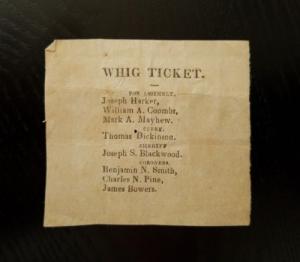 WHIG TICKET.
FOR ASSEMBLY.
Joseph Harker,
William A. Coombs,
Mark A. Mayhew.
CLERK.
Thomas Dickinson.
SHERIFF
Joseph S. Blackwood.
CORONERS.
Benjamin N. Smith,
Charles N. Pine,
James Bowers.